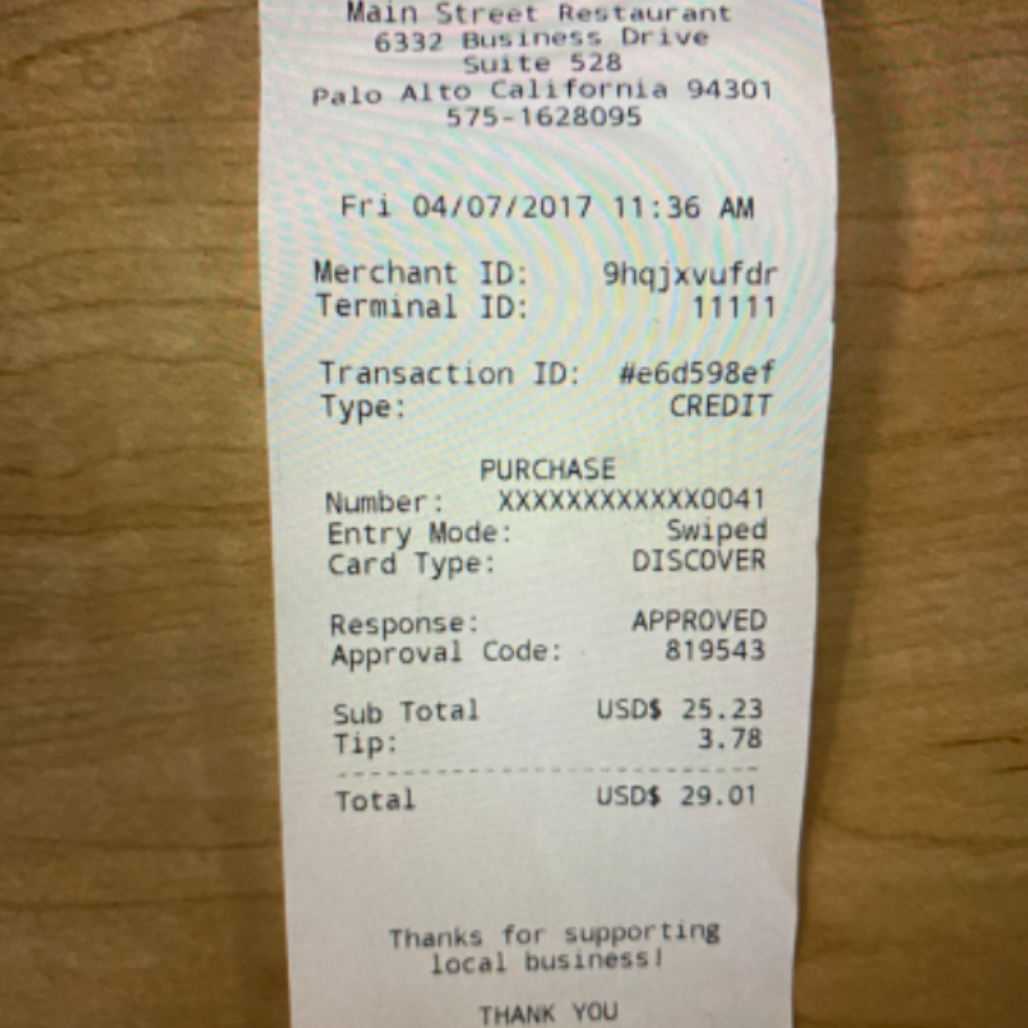 Main Street Restaurant
6332 Business Drive
Suite 528
Palo Alto California 94301
575-1628095
Fri 04/07/2017 11:36 AM
Merchant ID: 9hqjxvufdr
Terminal ID: 11111
Transaction ID: #e6d598ef
Type: CREDIT
PURCHASE
Number: XXXXXXXXXXXX0041
Entry Mode: Swiped
Card Type: DISCOVER
Response: APPROVED
Approval Code: 819543
Sub Total USD$ 25.23
Tip: 3.78
Total USD$ 29.01
Thanks for supporting
local business!
THANK YOU